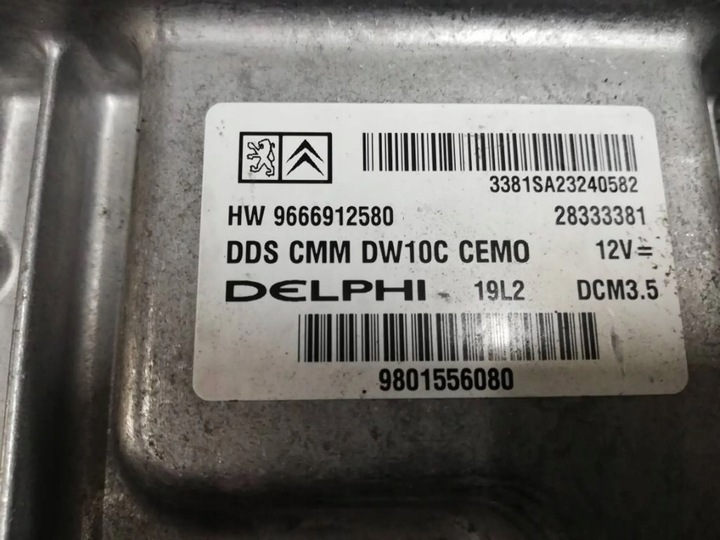 3381SA23240582
HW 9666912580 28333381
DDS CMM DW10C CEMO 12V=
DELPHI 19L2 DCM3.5
9801556080